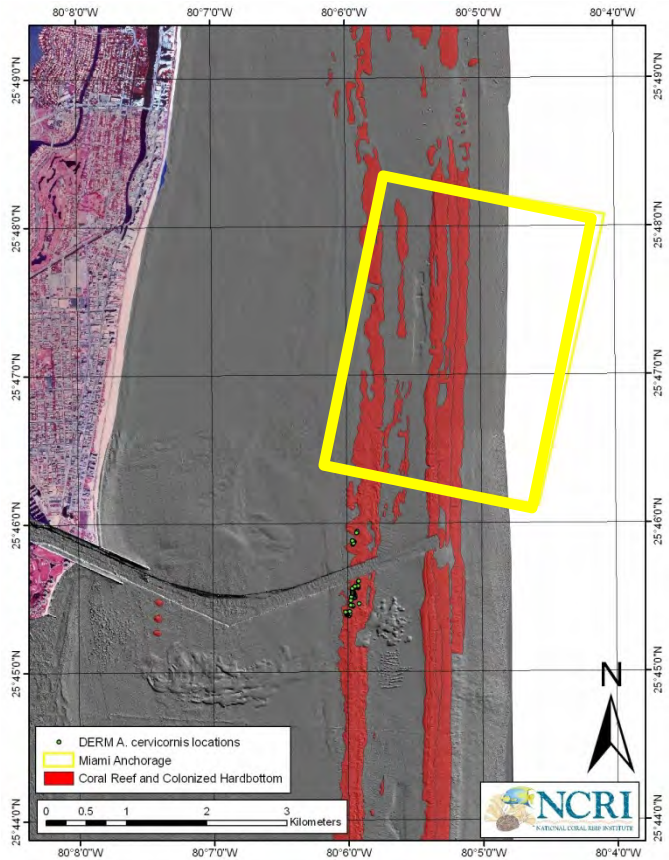 80°8'0"W 80°7'0"W 80°6'0"W 80°5'0"W 80°4'0"W
25°49'0"N 25°49'0"N
25°48'0"N 25°48'0"N
25°47'0"N 25°47'0"N
25°46'0"N 25°46'0"N
25°45'0"N 25°45'0"N
25°44'0"N 25°44'0"N
N
DERM A. cervicornis locations
Miami Anchorage
Coral Reef and Colonized Hardbottom
0 0.5 1 2 3
Kilometers
NCRI
NATIONAL CORAL REEF INSTITUTE
80°8'0"W 80°7'0"W 80°6'0"W 80°5'0"W 80°4'0"W